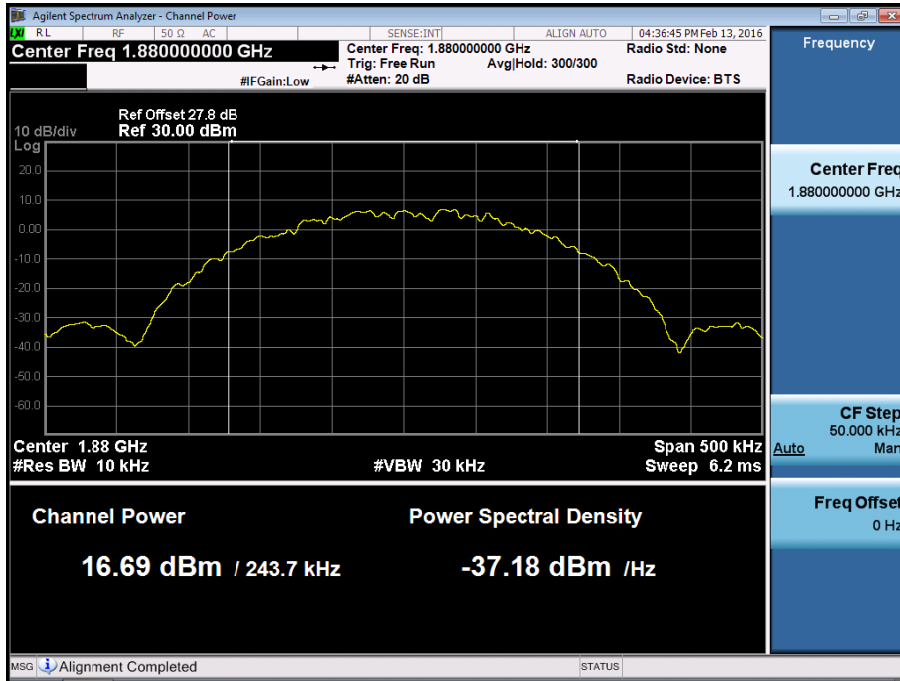 Agilent Spectrum Analyzer - Channel Power
LXI RL RF 50 Ω AC SENSE:INT ALIGN AUTO 04:36:45 PM Feb 13, 2016
Center Freq 1.880000000 GHz
#IFGain:Low
Center Freq: 1.880000000 GHz
Trig: Free Run Avg|Hold: 300/300
#Atten: 20 dB
Radio Std: None
Radio Device: BTS
Ref Offset 27.8 dB
10 dB/div Ref 30.00 dBm
Log
20.0
10.0
0.00
-10.0
-20.0
-30.0
-40.0
-50.0
-60.0
Center 1.88 GHz Span 500 kHz
#Res BW 10 kHz #VBW 30 kHz Sweep 6.2 ms
Channel Power Power Spectral Density
16.69 dBm / 243.7 kHz -37.18 dBm /Hz
MSG Alignment Completed STATUS
Frequency
Center Freq
1.880000000 GHz
CF Step
50.000 kHz
Auto Man
Freq Offset
0 Hz